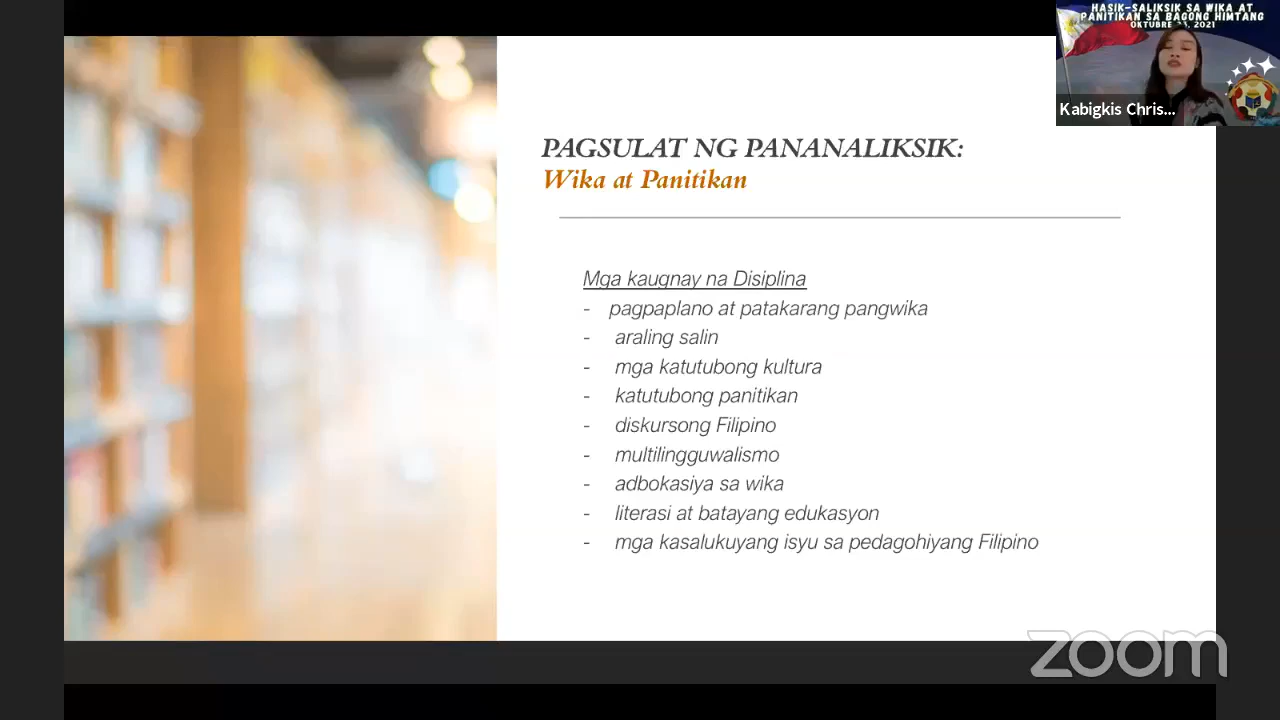 HASIK-SALIKSIK SA WIKA AT
PANITIKAN SA BAGONG HIMTANG
OKTUBRE 2021
Kabigkis Chris...
PAGSULAT NG PANANALIKSIK:
Wika at Panitikan
Mga kaugnay na Disiplina
- pagpaplano at patakarang pangwika
- araling salin
- mga katutubong kultura
- katutubong panitikan
- diskursong Filipino
- multilingguwalismo
- adbokasiya sa wika
- literasi at batayang edukasyon
- mga kasalukuyang isyu sa pedagohiyang Filipino
zoom